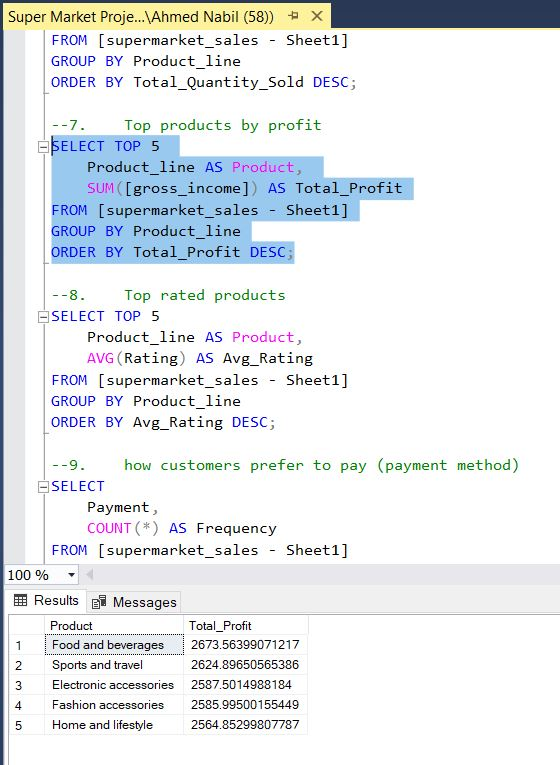 Super Market Proje...\Ahmed Nabil (58))
FROM [supermarket_sales - Sheet1]
GROUP BY Product_line
ORDER BY Total_Quantity_Sold DESC;
--7.    Top products by profit
SELECT TOP 5
Product_line AS Product,
SUM([gross_income]) AS Total_Profit
FROM [supermarket_sales - Sheet1]
GROUP BY Product_line
ORDER BY Total_Profit DESC;
--8.    Top rated products
SELECT TOP 5
Product_line AS Product,
AVG(Rating) AS Avg_Rating
FROM [supermarket_sales - Sheet1]
GROUP BY Product_line
ORDER BY Avg_Rating DESC;
--9.    how customers prefer to pay (payment method)
SELECT
Payment,
COUNT(*) AS Frequency
FROM [supermarket_sales - Sheet1]
100 %
Results Messages
Product Total_Profit
1 Food and beverages 2673.56399071217
2 Sports and travel 2624.89650565386
3 Electronic accessories 2587.5014988184
4 Fashion accessories 2585.99500155449
5 Home and lifestyle 2564.85299807787